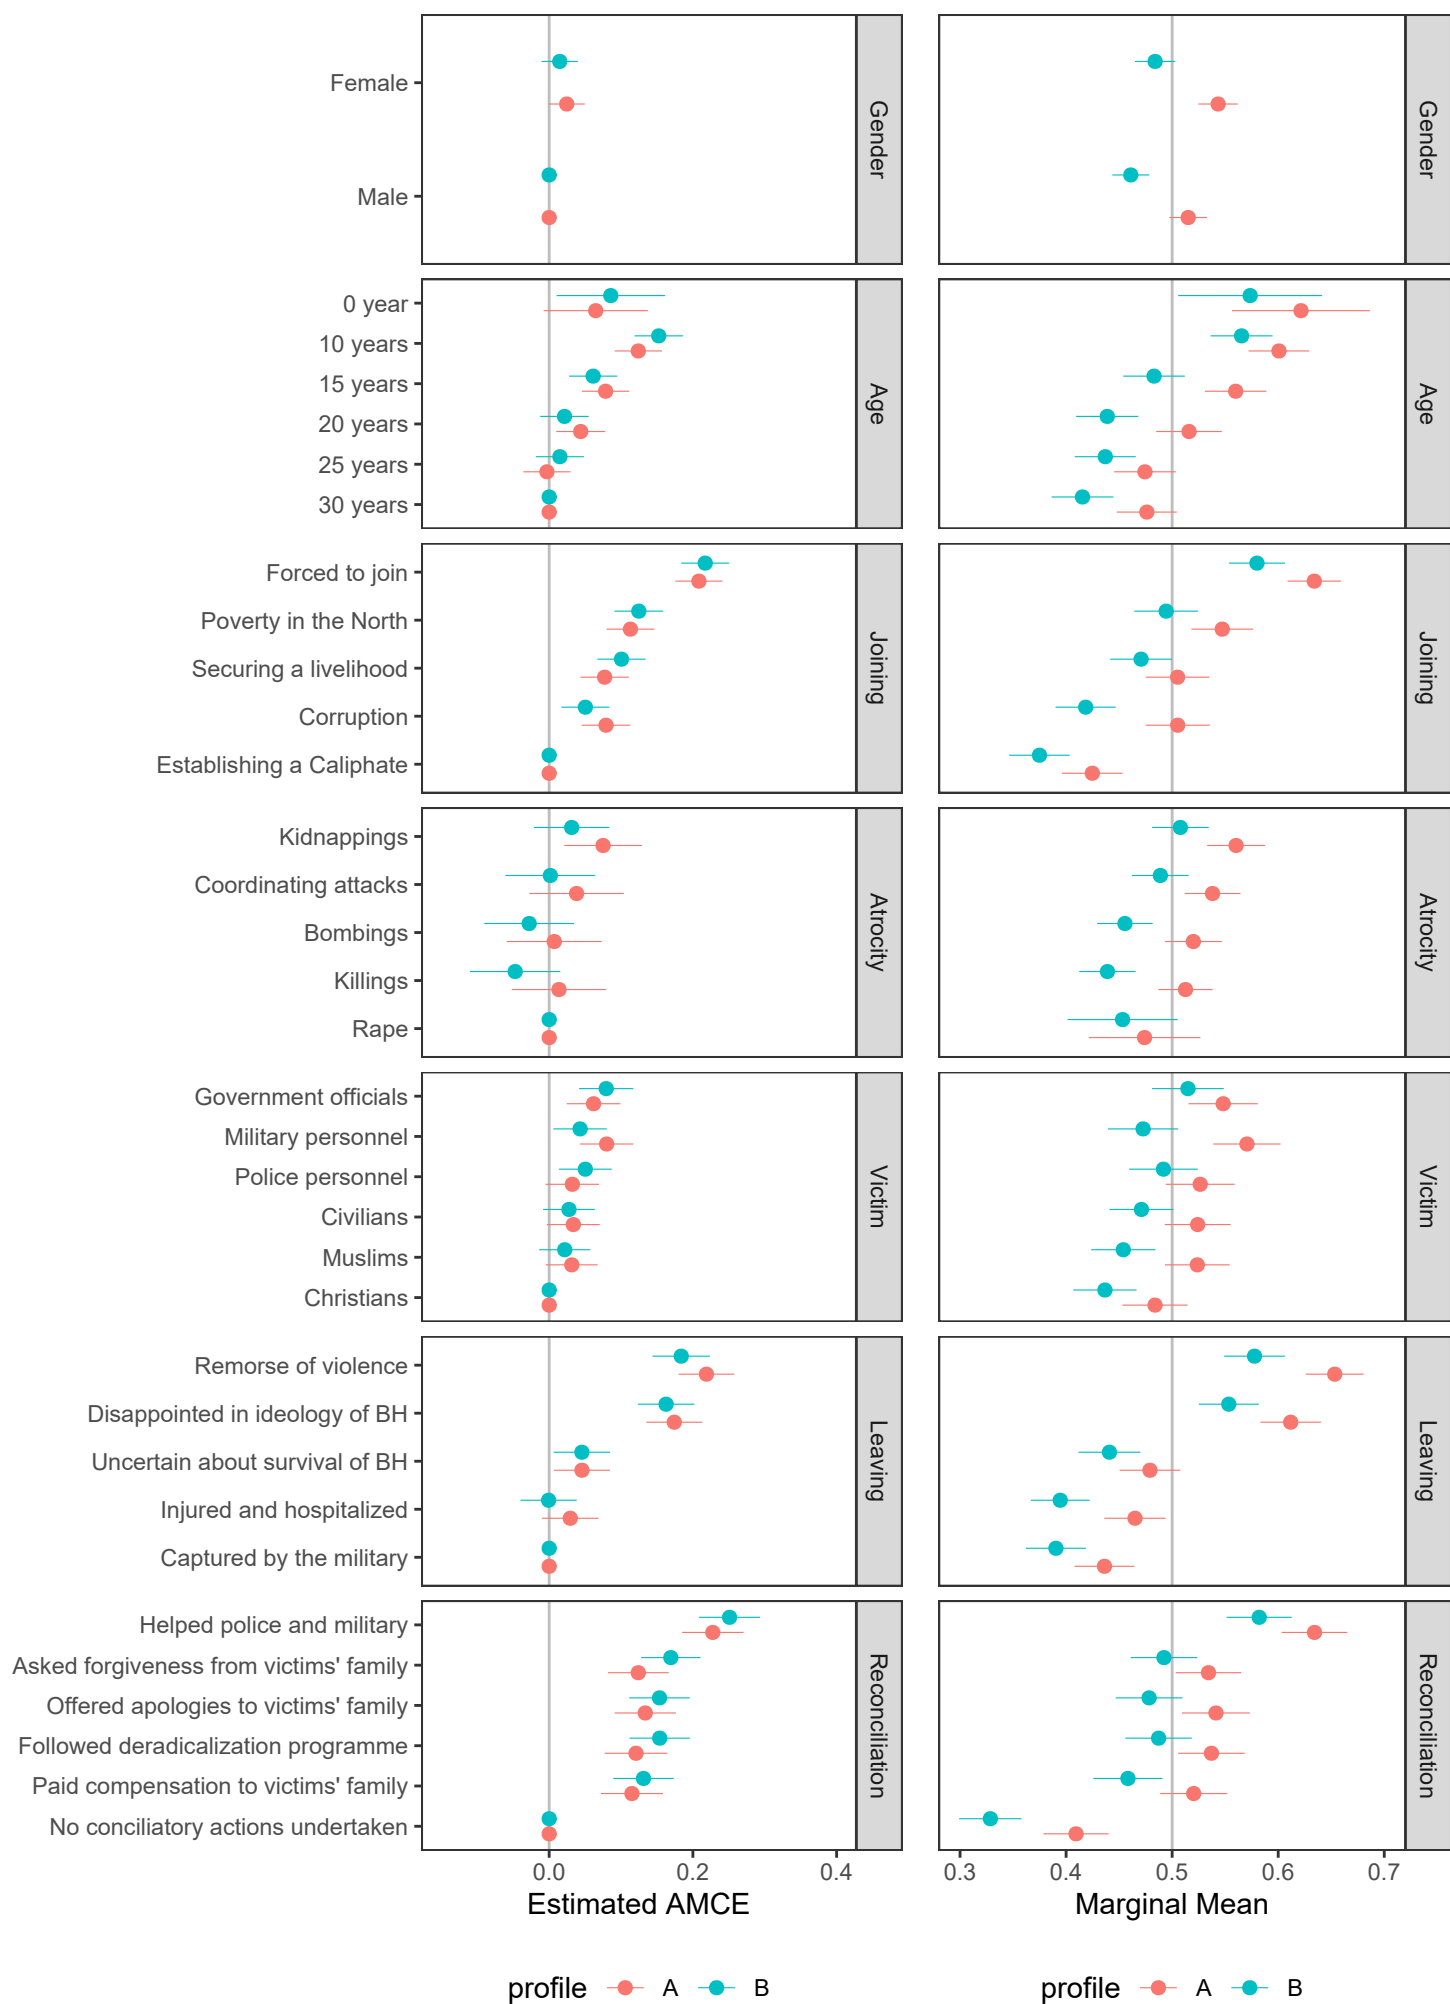 Female
Male
Gender
Gender
0 year
10 years
15 years
20 years
25 years
30 years
Age
Age
Forced to join
Poverty in the North
Securing a livelihood
Corruption
Establishing a Caliphate
Joining
Joining
Kidnappings
Coordinating attacks
Bombings
Killings
Rape
Atrocity
Atrocity
Government officials
Military personnel
Police personnel
Civilians
Muslims
Christians
Victim
Victim
Remorse of violence
Disappointed in ideology of BH
Uncertain about survival of BH
Injured and hospitalized
Captured by the military
Leaving
Leaving
Helped police and military
Asked forgiveness from victims' family
Offered apologies to victims' family
Followed deradicalization programme
Paid compensation to victims' family
No conciliatory actions undertaken
Reconciliation
Reconciliation
0.0 0.2 0.4
Estimated AMCE
0.3 0.4 0.5 0.6 0.7
Marginal Mean
profile A B
profile A B